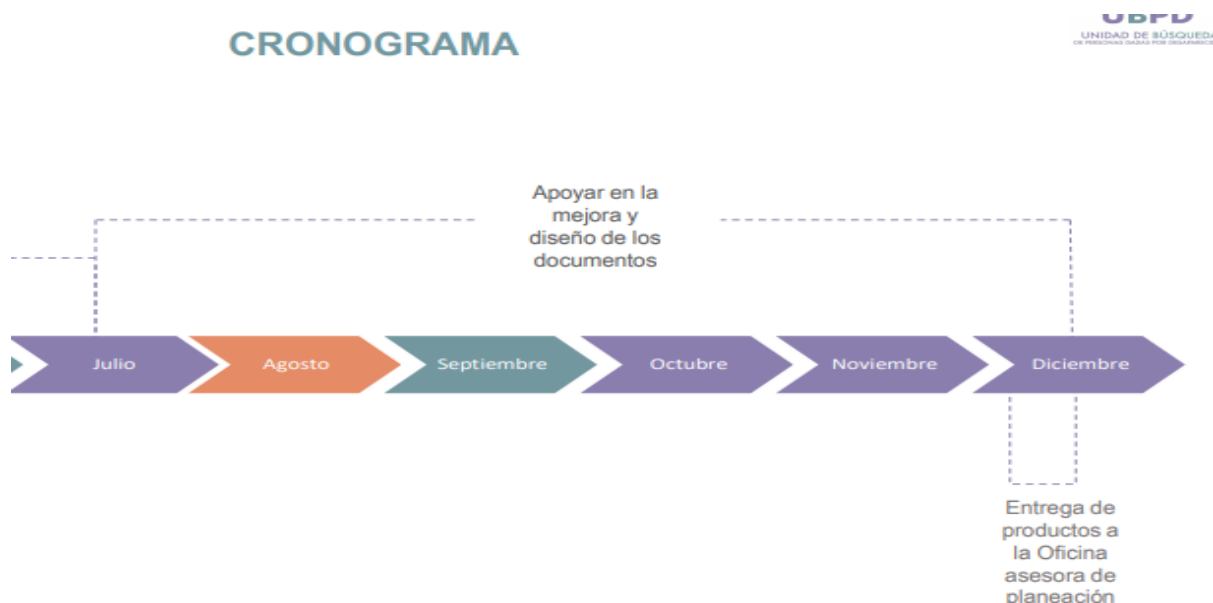 CRONOGRAMA
UBPD
UNIDAD DE BÚSQUEDA
Apoyar en la
mejora y
diseño de los
documentos
Julio
Agosto
Septiembre
Octubre
Noviembre
Diciembre
Entrega de
productos a
la Oficina
asesora de
planeación